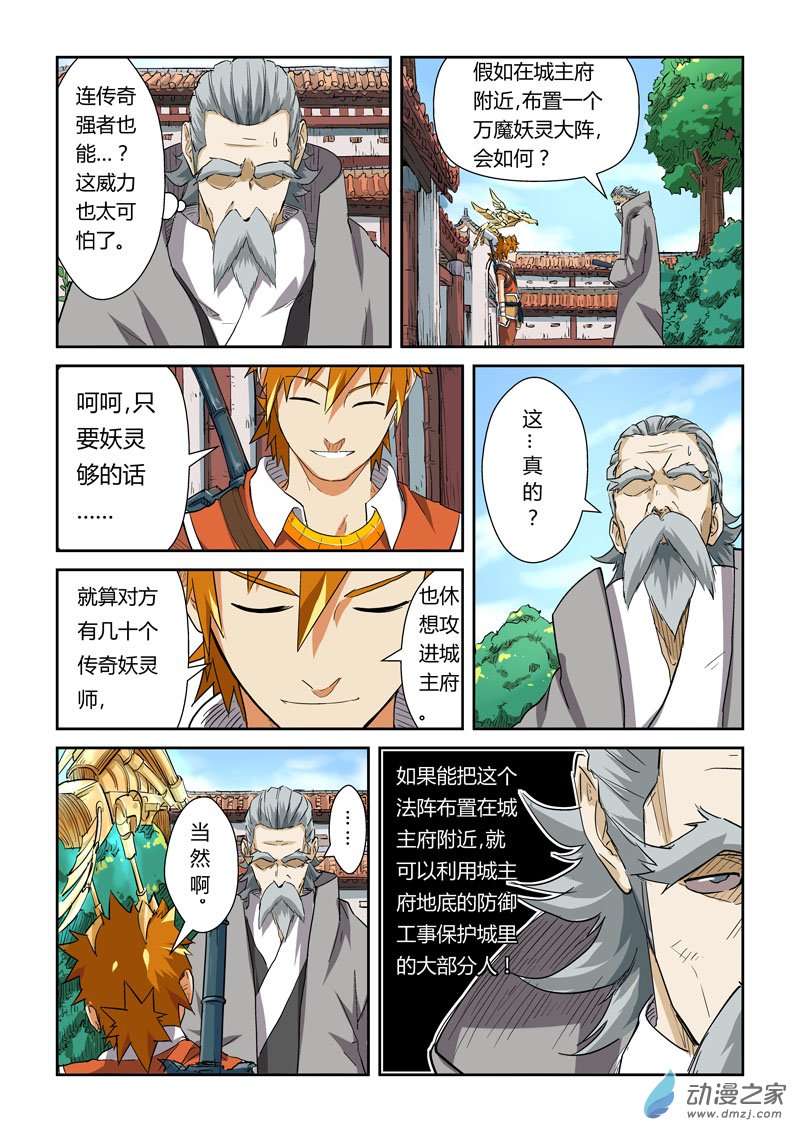 连传奇
强者也
能…？
这威力
也太可
怕了。
假如在城主府
附近，布置一个
万魔妖灵大阵，
会如何？
呵呵，只
要妖灵
够的话
……
这…真的？
就算对方
有几十个
传奇妖灵
师，
也休
想攻
进城
主府
。
当然啊。
……
如果能把这个
法阵布置在城
主府附近，就
可以利用城主
府地底的防御
工事保护城里
的大部分人！
动漫之家
www.dmzj.com